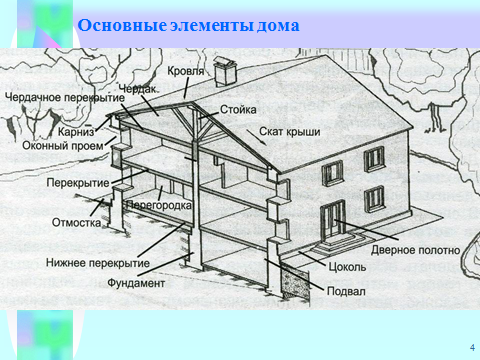 Основные элементы дома
Кровля
Чердак
Чердачное перекрытие
Стойка
Карниз
Скат крыши
Оконный проем
Перекрытие
Перегородка
Отмостка
Дверное полотно
Нижнее перекрытие
Цоколь
Фундамент
Подвал
4